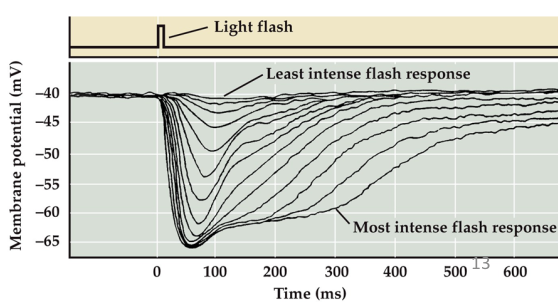 Light flash
Least intense flash response
Membrane potential (mV)
–40
–45
–50
–55
–60
–65
Most intense flash response
0 100 200 300 400 500 600
13
Time (ms)